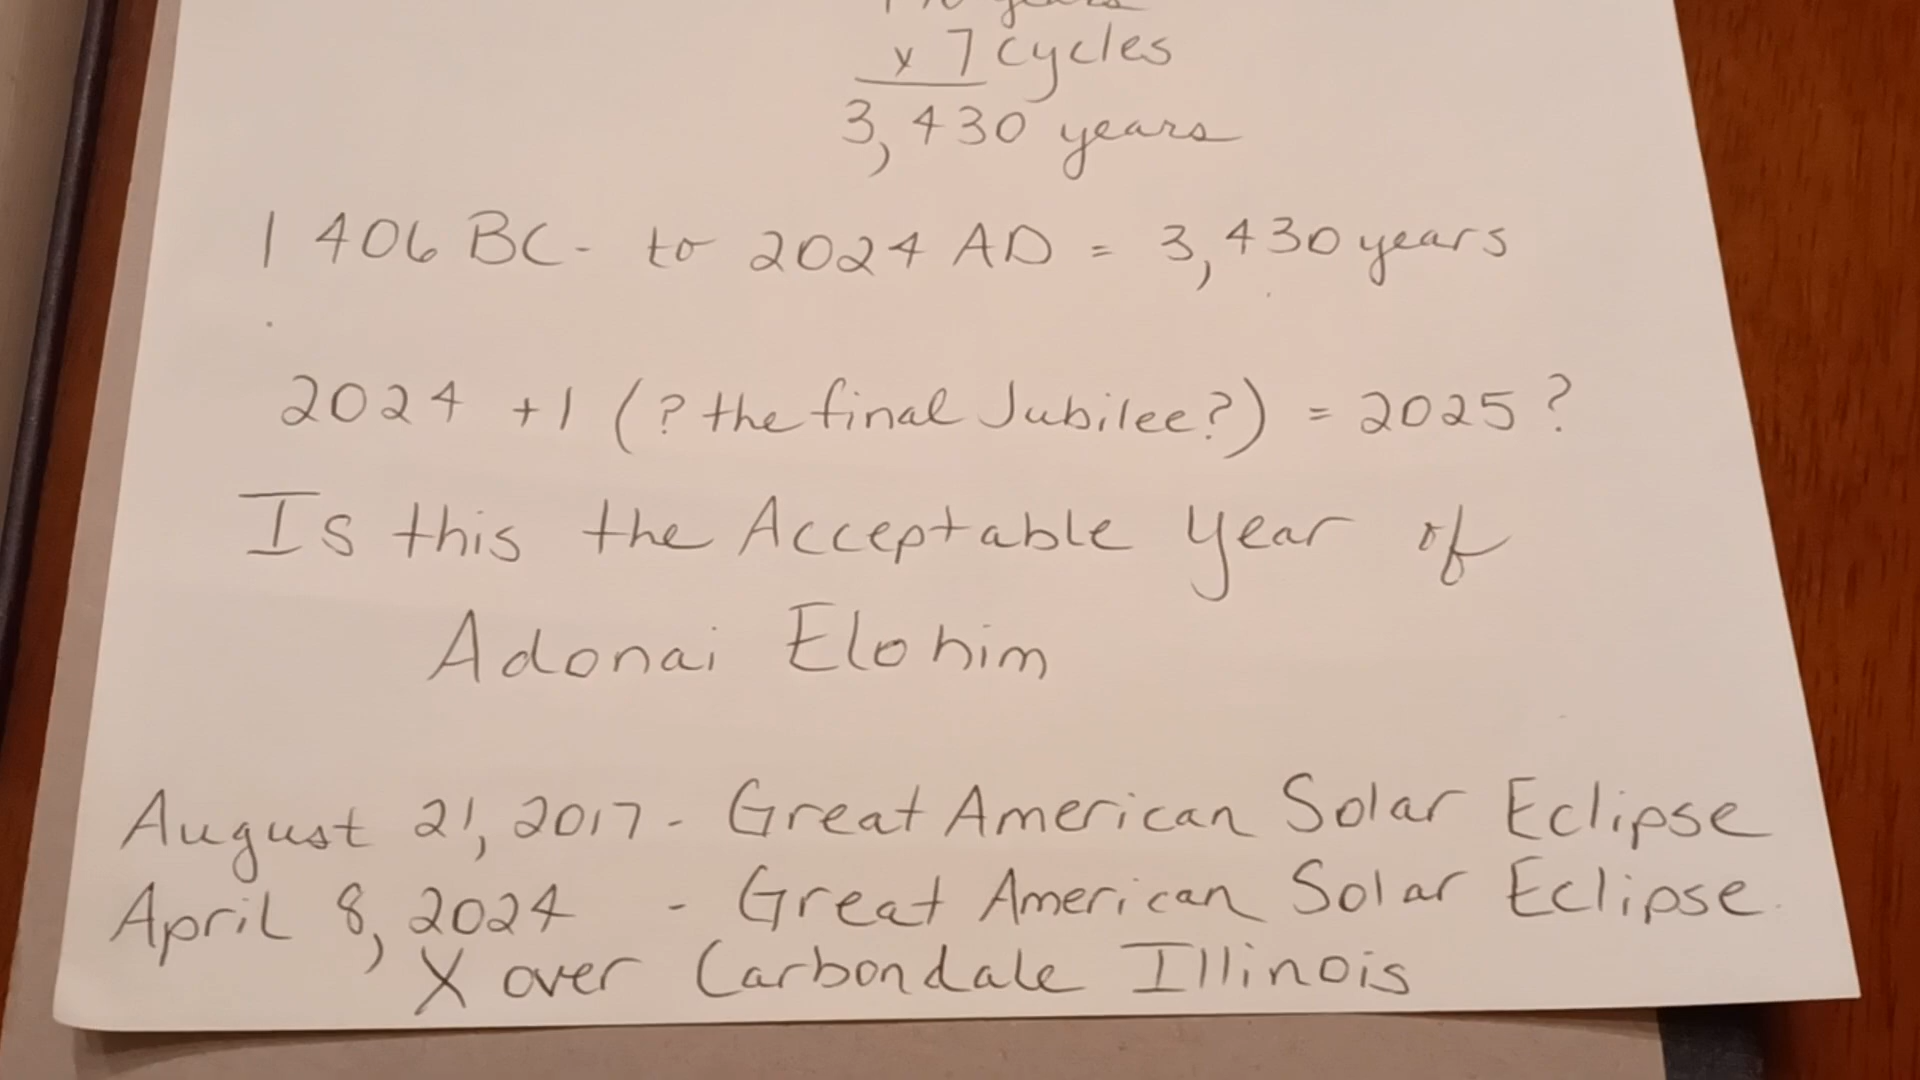 x 7 cycles
3,430 years
1406 BC - to 2024 AD = 3,430 years
2024 +1 (? the final Jubilee?) = 2025?
Is this the Acceptable year of
Adonai Elohim
August 21, 2017 - Great American Solar Eclipse
April 8, 2024 - Great American Solar Eclipse
X over Carbondale Illinois